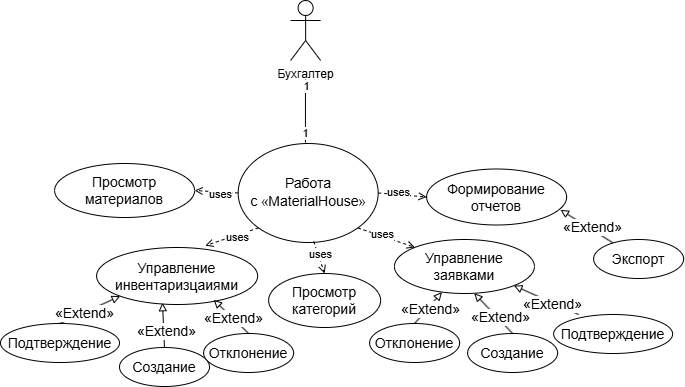 Бухгалтер
1
1
Работа
с «MaterialHouse»
uses
Просмотр
материалов
uses
Формирование
отчетов
«Extend»
Экспорт
uses
Управление
инвентаризцаиями
uses
Просмотр
категорий
uses
Управление
заявками
«Extend»
Подтверждение
«Extend»
Создание
«Extend»
Отклонение
«Extend»
Отклонение
«Extend»
Создание
«Extend»
Подтверждение